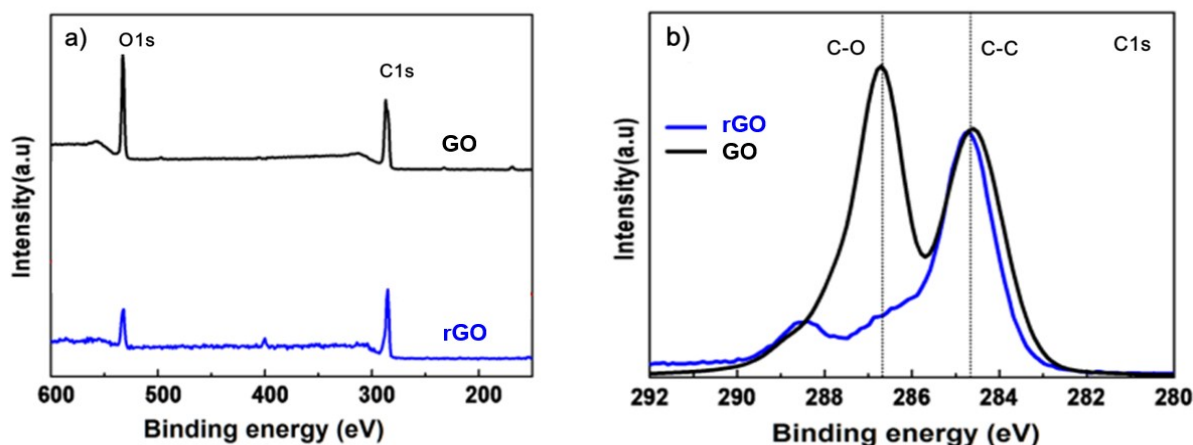 a)
O1s
C1s
GO
rGO
Intensity(a.u)
600 500 400 300 200
Binding energy (eV)
b)
C-O
C-C
C1s
rGO
GO
Intensity(a.u)
292 290 288 286 284 282 280
Binding energy (eV)